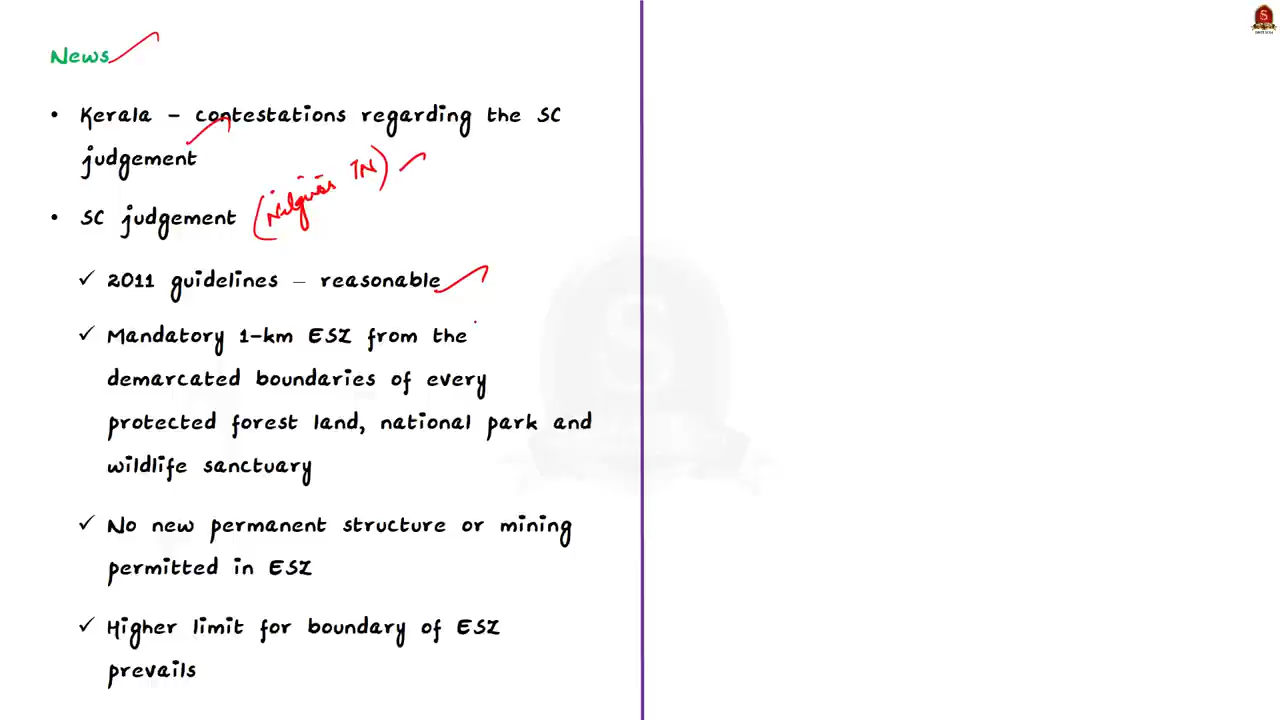 News
• Kerala - contestations regarding the SC
judgement
• SC judgement (Nilgiris TN)
✓ 2011 guidelines – reasonable
✓ Mandatory 1-km ESZ from the
demarcated boundaries of every
protected forest land, national park and
wildlife sanctuary
✓ No new permanent structure or mining
permitted in ESZ
✓ Higher limit for boundary of ESZ
prevails